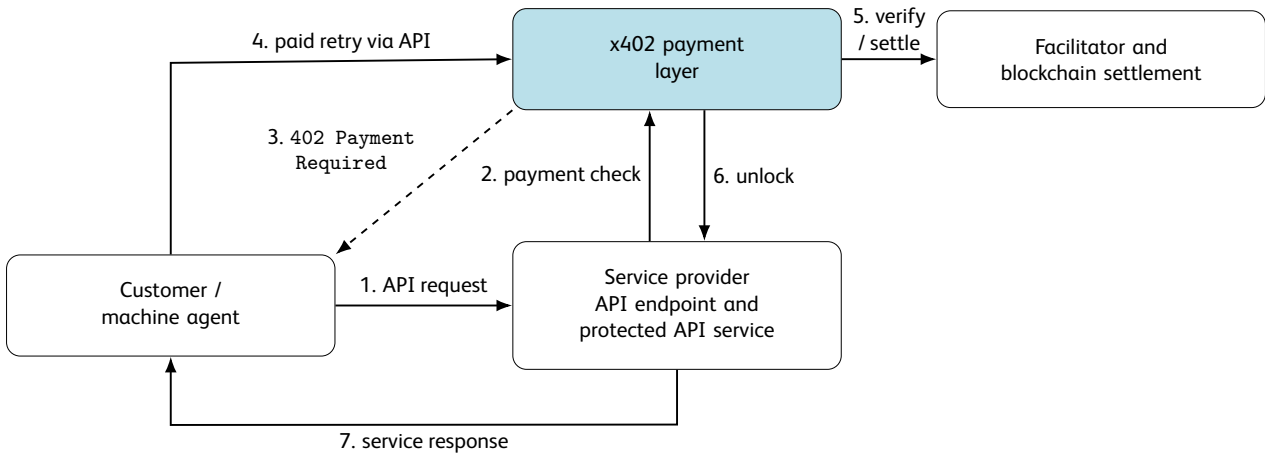 4. paid retry via API
x402 payment
layer
5. verify
/ settle
Facilitator and
blockchain settlement
3. 402 Payment
Required
2. payment check
6. unlock
Customer /
machine agent
1. API request
Service provider
API endpoint and
protected API service
7. service response